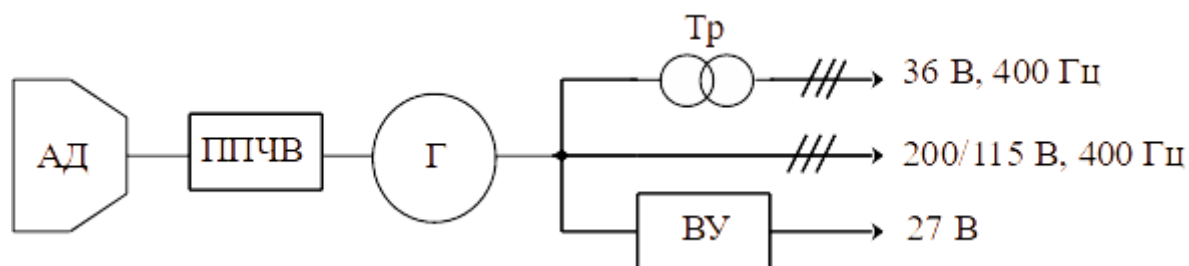 Тр
36 В, 400 Гц
АД
ППЧВ
Г
200/115 В, 400 Гц
ВУ
27 В